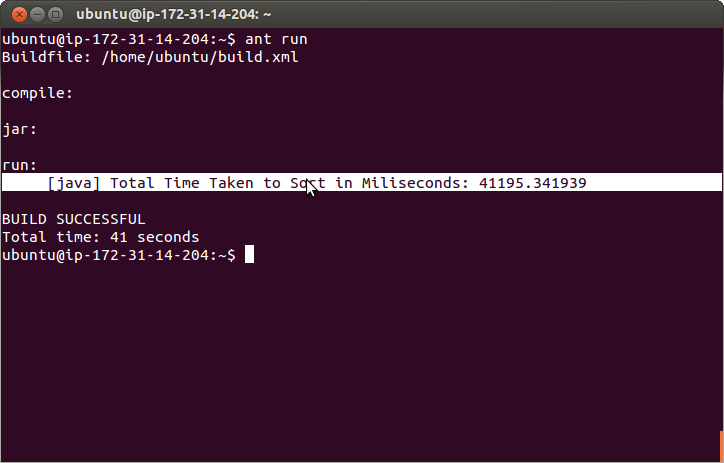 ubuntu@ip-172-31-14-204: ~
ubuntu@ip-172-31-14-204:~$ ant run
Buildfile: /home/ubuntu/build.xml
compile:
jar:
run:
[java] Total Time Taken to Sort in Miliseconds: 41195.341939
BUILD SUCCESSFUL
Total time: 41 seconds
ubuntu@ip-172-31-14-204:~$